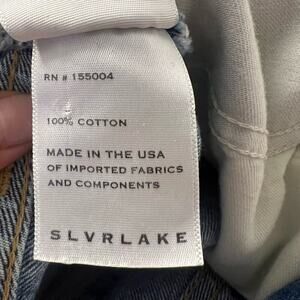 RN # 155004
100% COTTON
MADE IN THE USA
OF IMPORTED FABRICS
AND COMPONENTS
SLVRLAKE